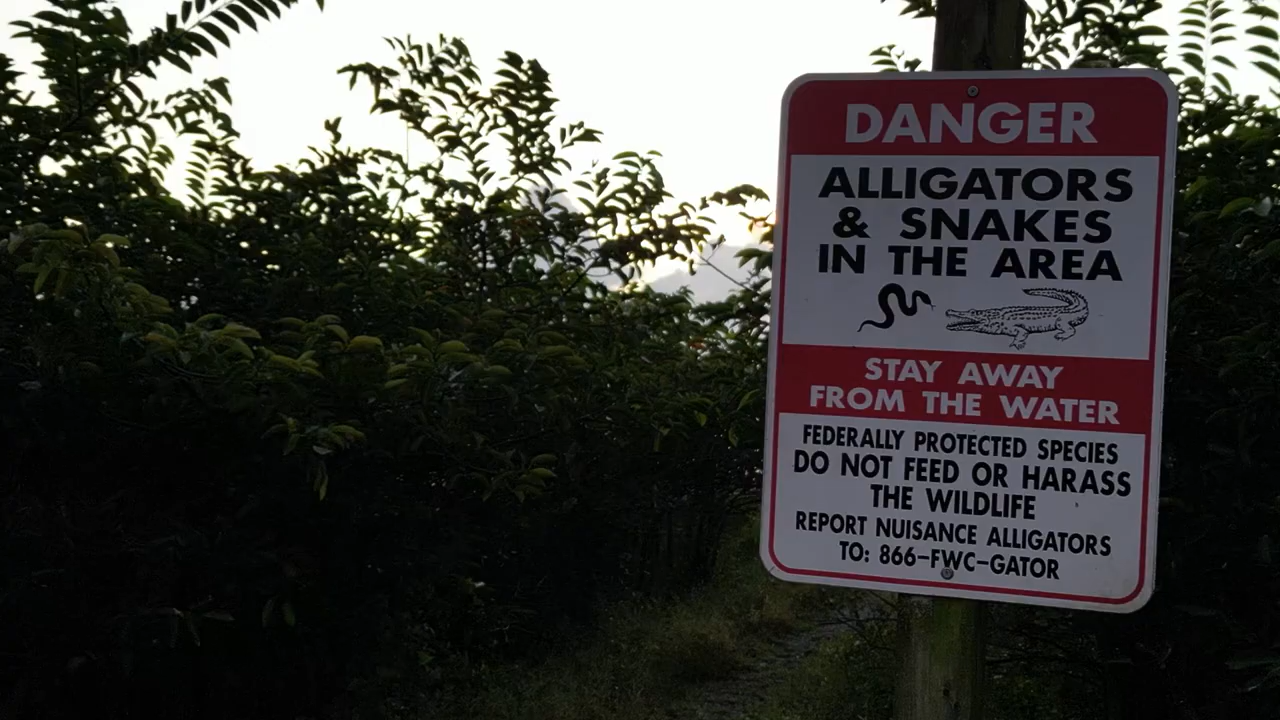 DANGER
ALLIGATORS
& SNAKES
IN THE AREA
STAY AWAY
FROM THE WATER
FEDERALLY PROTECTED SPECIES
DO NOT FEED OR HARASS
THE WILDLIFE
REPORT NUISANCE ALLIGATORS
TO: 866-FWC-GATOR